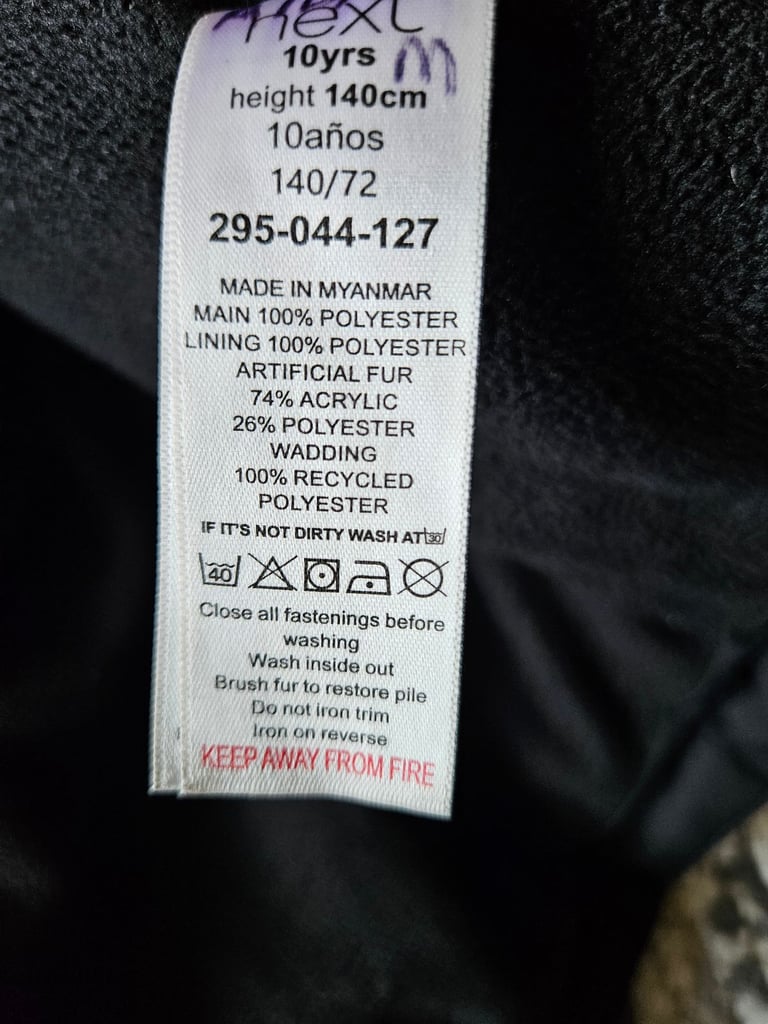 next
10yrs
height 140cm
10años
140/72
295-044-127
MADE IN MYANMAR
MAIN 100% POLYESTER
LINING 100% POLYESTER
ARTIFICIAL FUR
74% ACRYLIC
26% POLYESTER
WADDING
100% RECYCLED
POLYESTER
IF IT'S NOT DIRTY WASH AT 30
40
Close all fastenings before
washing
Wash inside out
Brush fur to restore pile
Do not iron trim
Iron on reverse
KEEP AWAY FROM FIRE